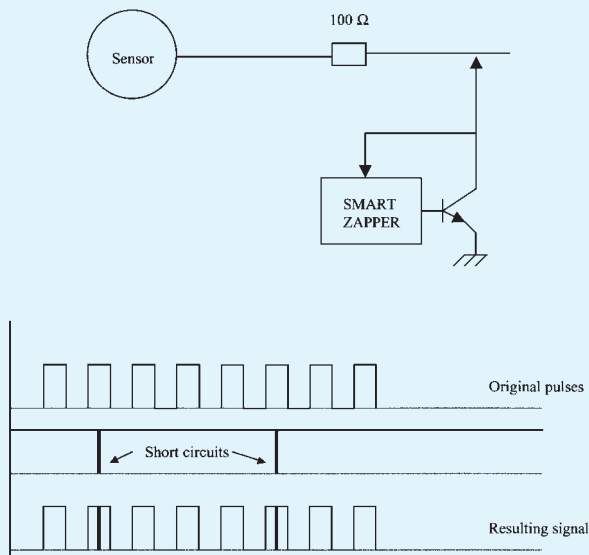 100 Ω
Sensor
SMART
ZAPPER
Original pulses
Short circuits
Resulting signal